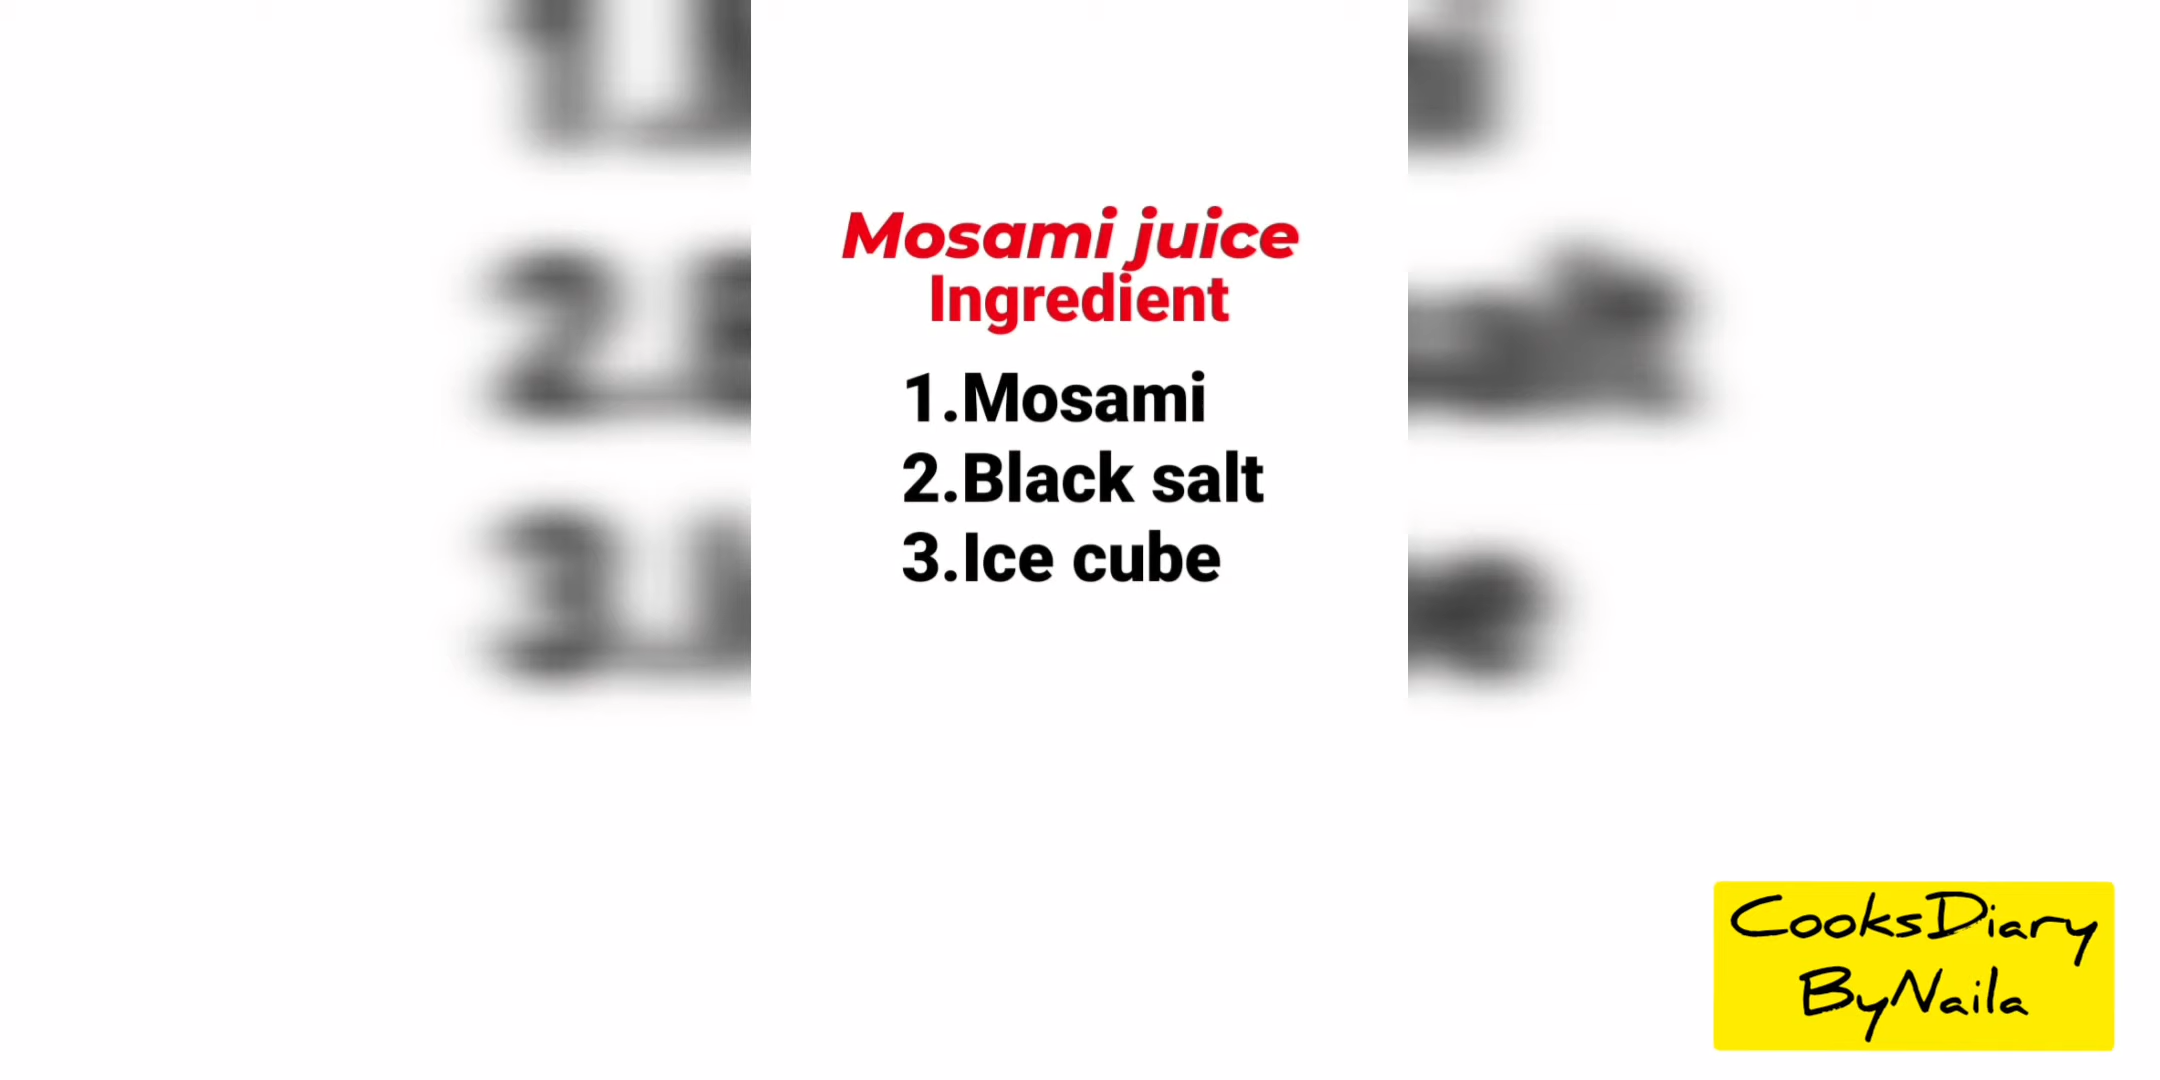 Mosami juice
Ingredient
1.Mosami
2.Black salt
3.Ice cube
CooksDiary
ByNaila